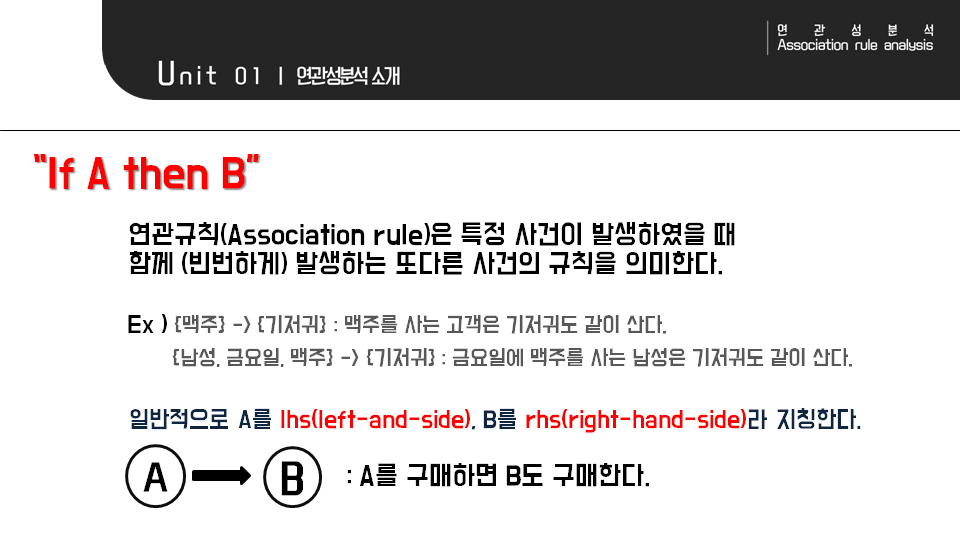 연관성분석
Association rule analysis
Unit 01 | 연관성분석 소개
“If A then B”
연관규칙(Association rule)은 특정 사건이 발생하였을 때
함께 (빈번하게) 발생하는 또다른 사건의 규칙을 의미한다.
Ex ) {맥주} -> {기저귀} : 맥주를 사는 고객은 기저귀도 같이 산다.
{남성, 금요일, 맥주} -> {기저귀} : 금요일에 맥주를 사는 남성은 기저귀도 같이 산다.
일반적으로 A를 lhs(left-and-side), B를 rhs(right-hand-side)라 지칭한다.
A B : A를 구매하면 B도 구매한다.